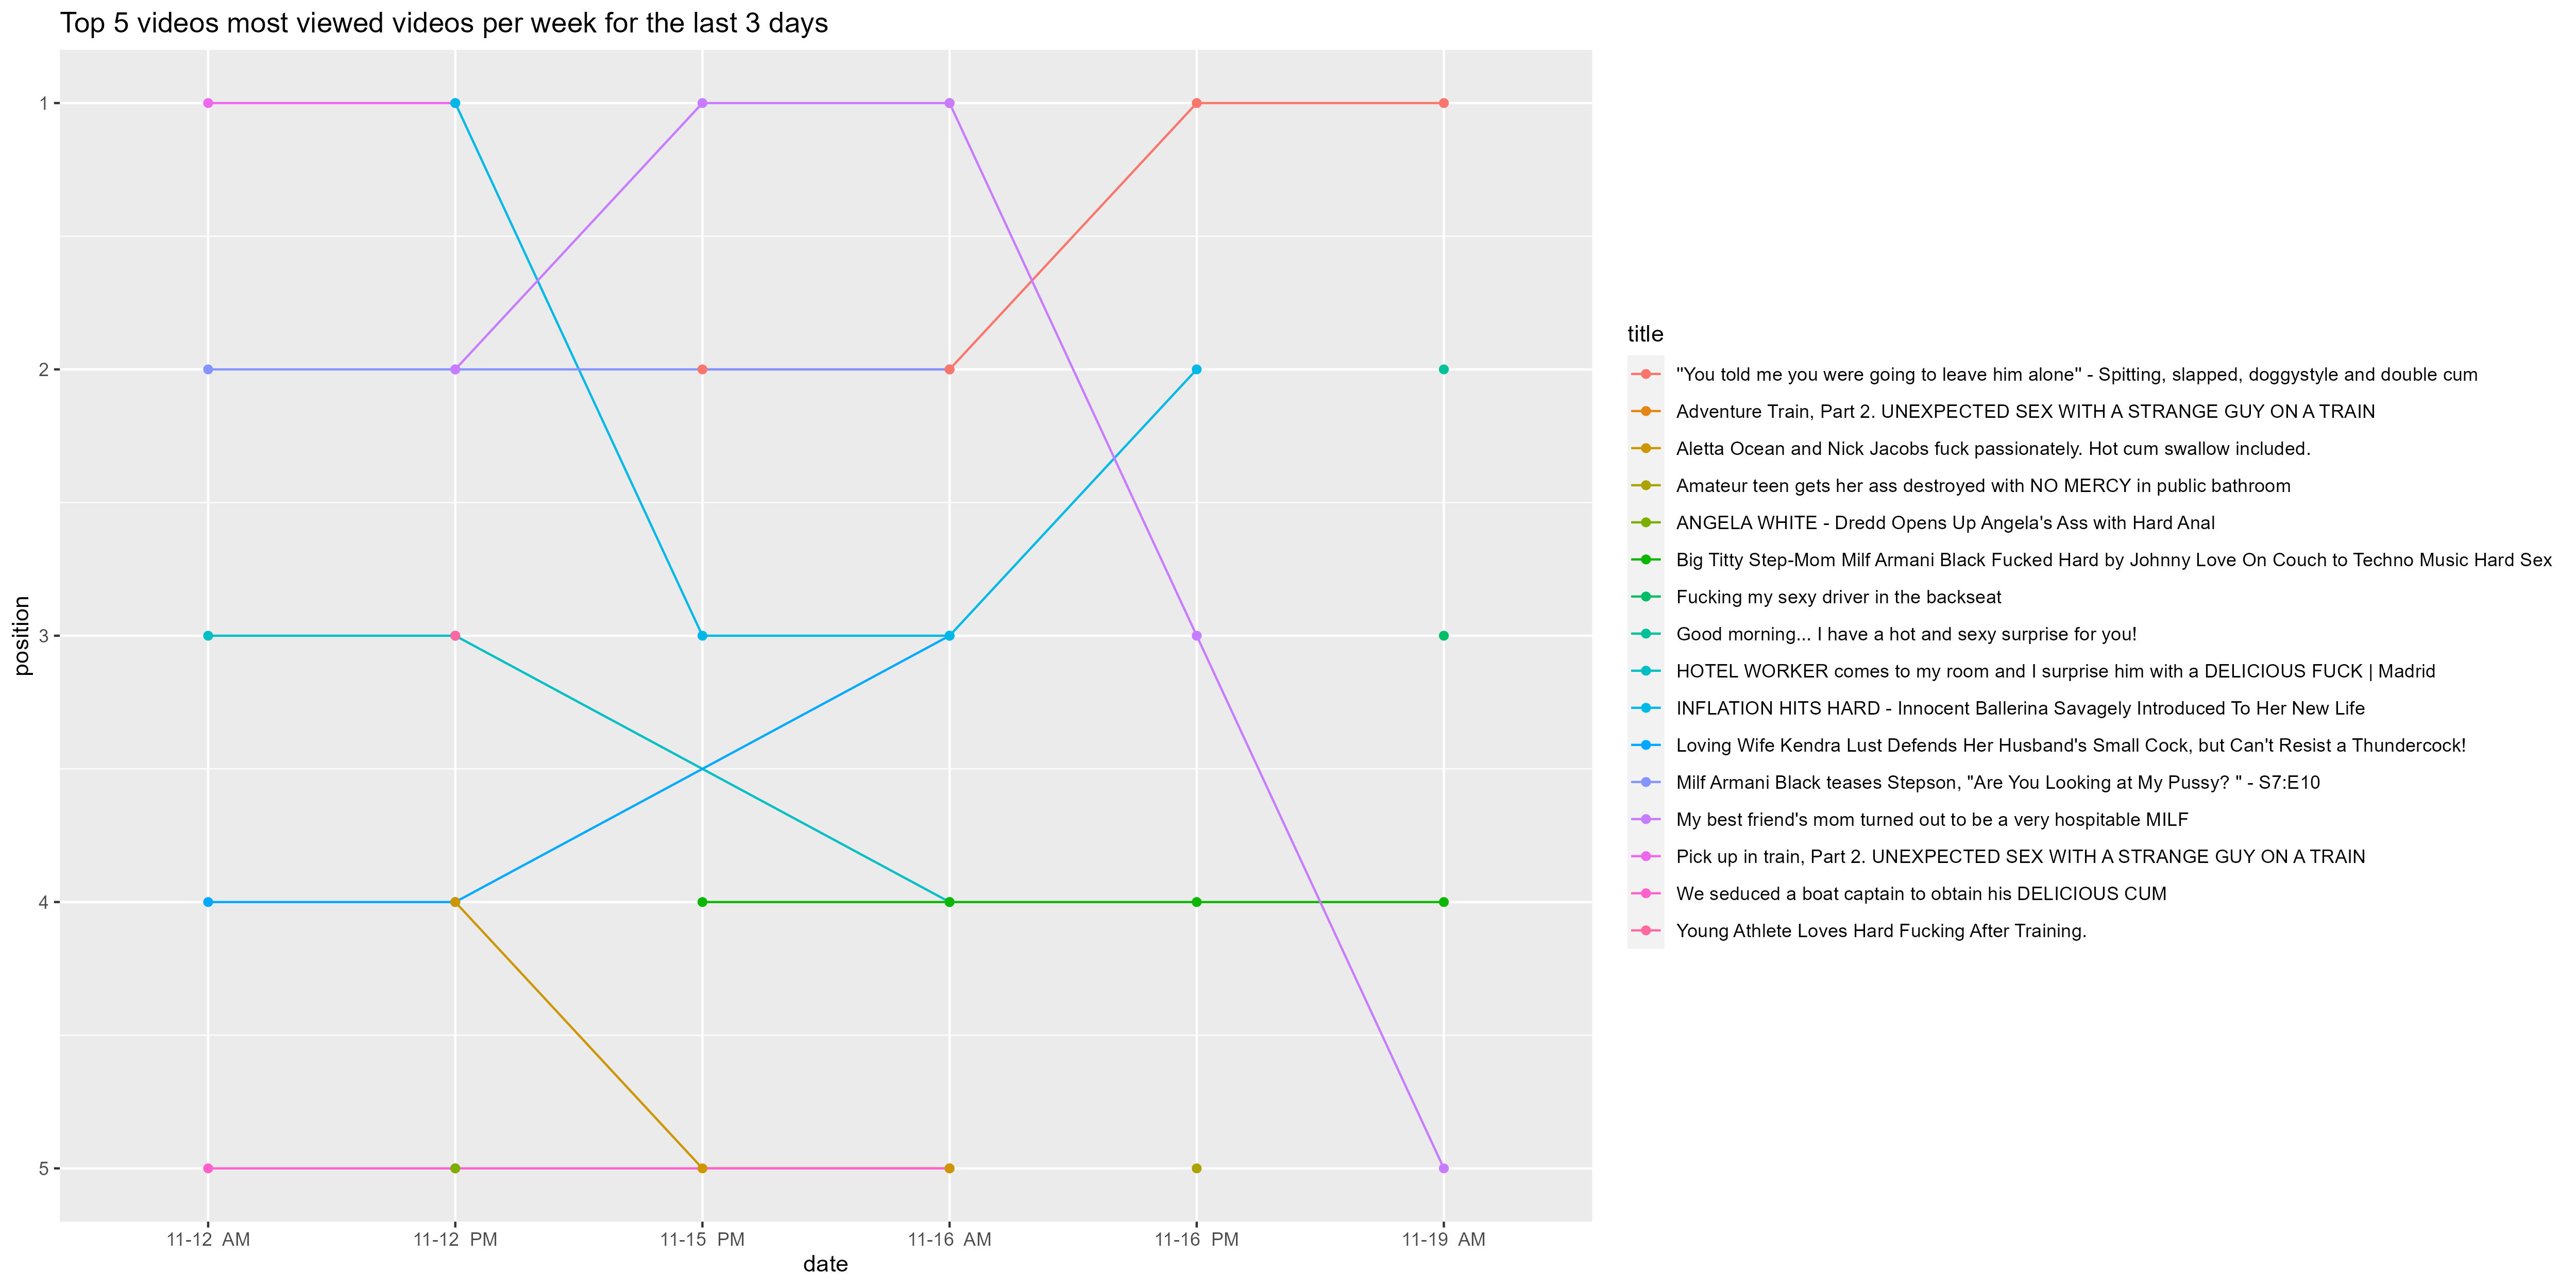 Top 5 videos most viewed videos per week for the last 3 days
1
2
3
4
5
position
11-12 AM
11-12 PM
11-15 PM
11-16 AM
11-16 PM
11-19 AM
date
title
"You told me you were going to leave him alone" - Spitting, slapped, doggystyle and double cum
Adventure Train, Part 2. UNEXPECTED SEX WITH A STRANGE GUY ON A TRAIN
Aletta Ocean and Nick Jacobs fuck passionately. Hot cum swallow included.
Amateur teen gets her ass destroyed with NO MERCY in public bathroom
ANGELA WHITE - Dredd Opens Up Angela's Ass with Hard Anal
Big Titty Step-Mom Milf Armani Black Fucked Hard by Johnny Love On Couch to Techno Music Hard Sex
Fucking my sexy driver in the backseat
Good morning... I have a hot and sexy surprise for you!
HOTEL WORKER comes to my room and I surprise him with a DELICIOUS FUCK | Madrid
INFLATION HITS HARD - Innocent Ballerina Savagely Introduced To Her New Life
Loving Wife Kendra Lust Defends Her Husband's Small Cock, but Can't Resist a Thundercock!
Milf Armani Black teases Stepson, "Are You Looking at My Pussy? " - S7:E10
My best friend's mom turned out to be a very hospitable MILF
Pick up in train, Part 2. UNEXPECTED SEX WITH A STRANGE GUY ON A TRAIN
We seduced a boat captain to obtain his DELICIOUS CUM
Young Athlete Loves Hard Fucking After Training.